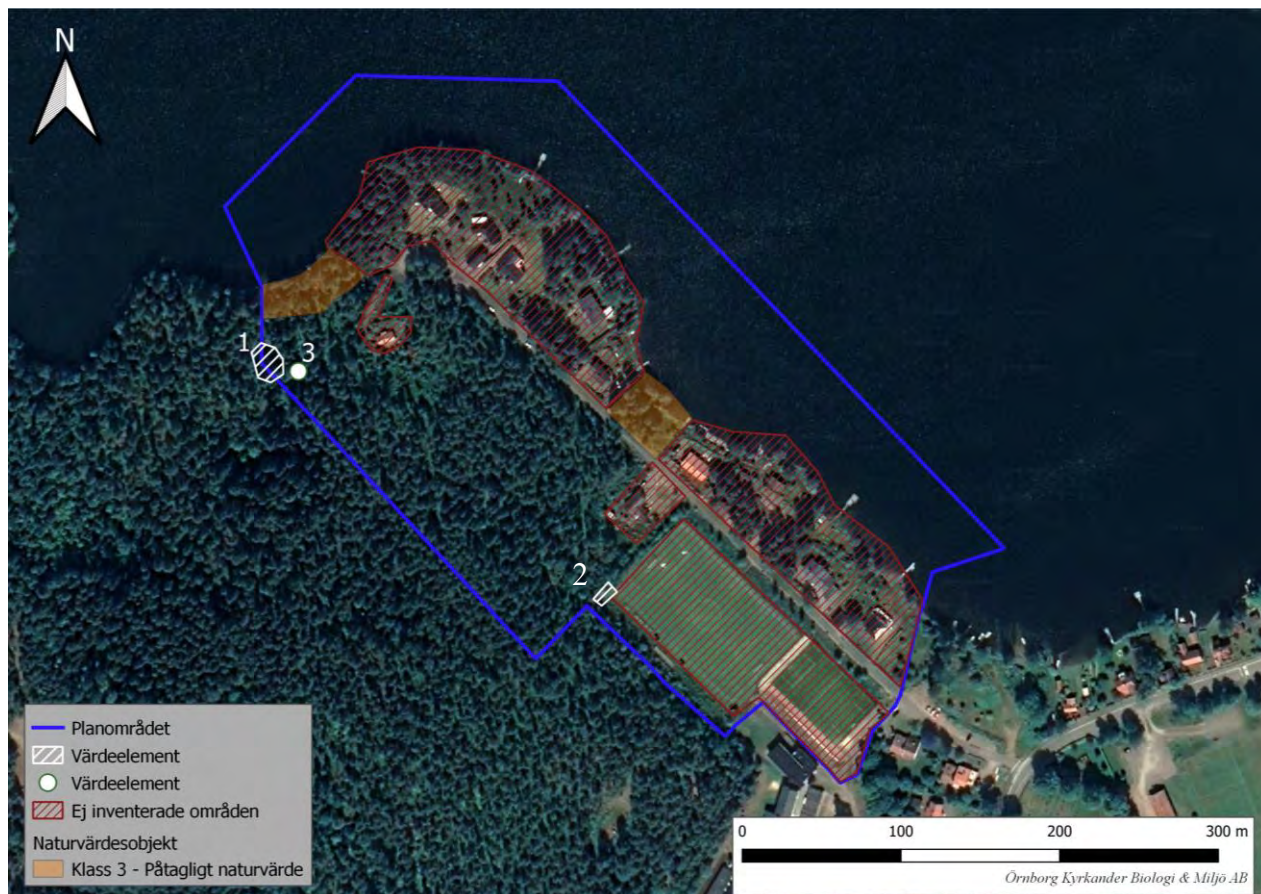 N
1
3
2
Planområdet
Värdeelement
Värdeelement
Ej inventerade områden
Naturvärdesobjekt
Klass 3 - Påtagligt naturvärde
0 100 200 300 m
Örnborg Kyrkander Biologi & Miljö AB